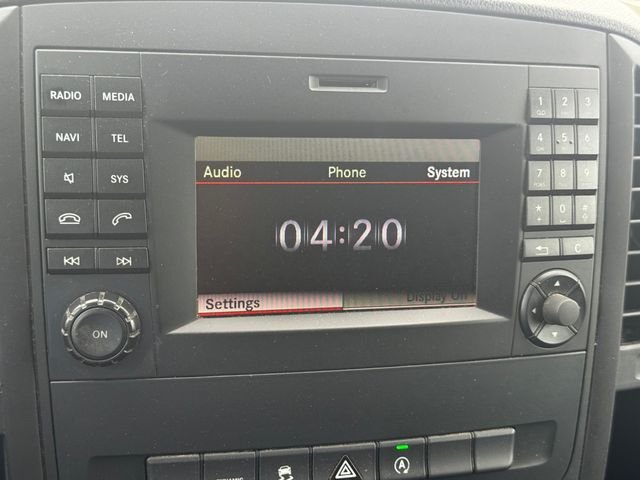 RADIO MEDIA
NAVI TEL
SYS
ON
Audio Phone System
04:20
Settings Display Off
1 2 3
4 5 6
7 8 9
* 0 #
C
A